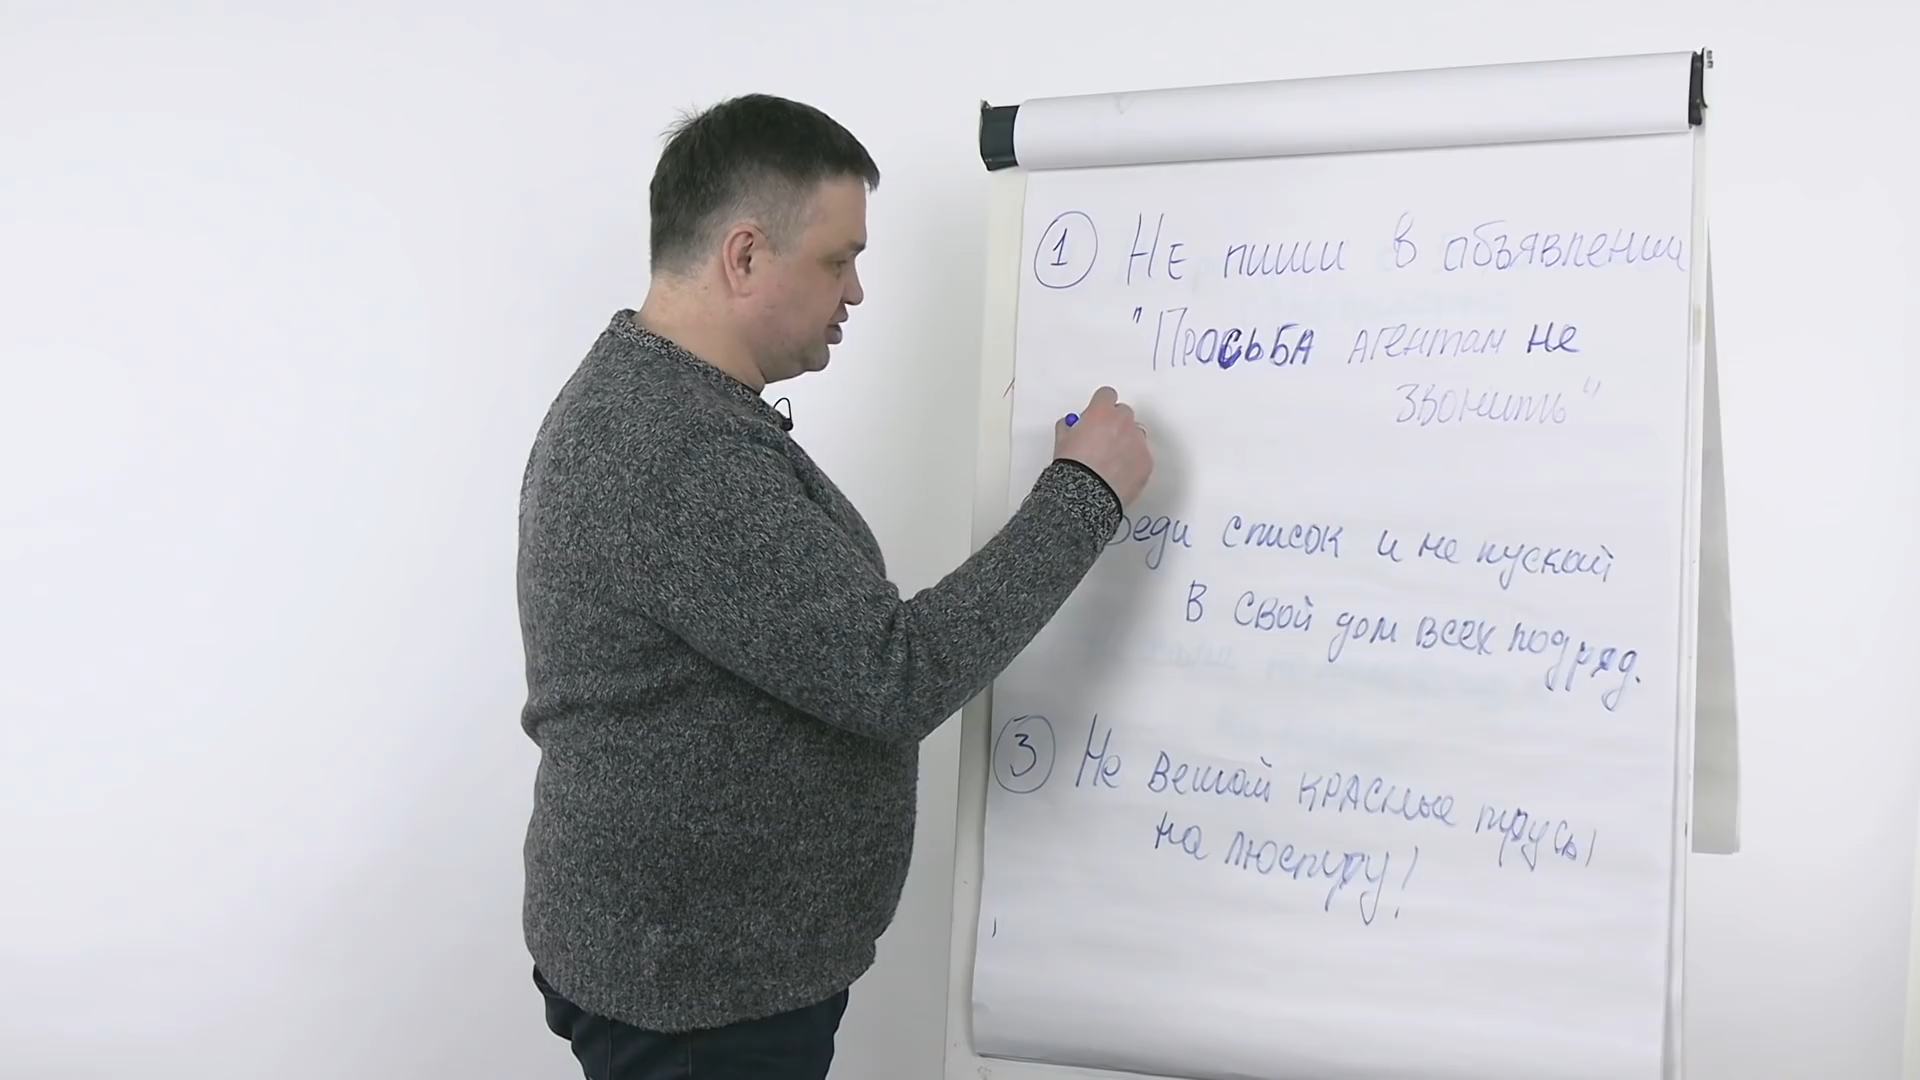 1 Не пиши в объявлении
"Просьба агентам не
звонить"
Веди список и не пускай
в свой дом всех подряд.
3 Не вешай красные трусы
на люстру!